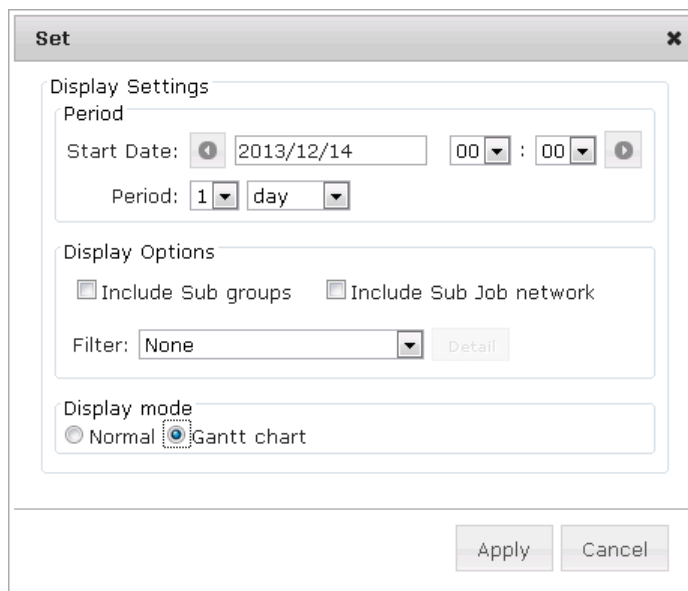 Set
Display Settings
Period
Start Date: 2013/12/14 00 : 00
Period: 1 day
Display Options
Include Sub groups Include Sub Job network
Filter: None Detail
Display mode
Normal Gantt chart
Apply Cancel